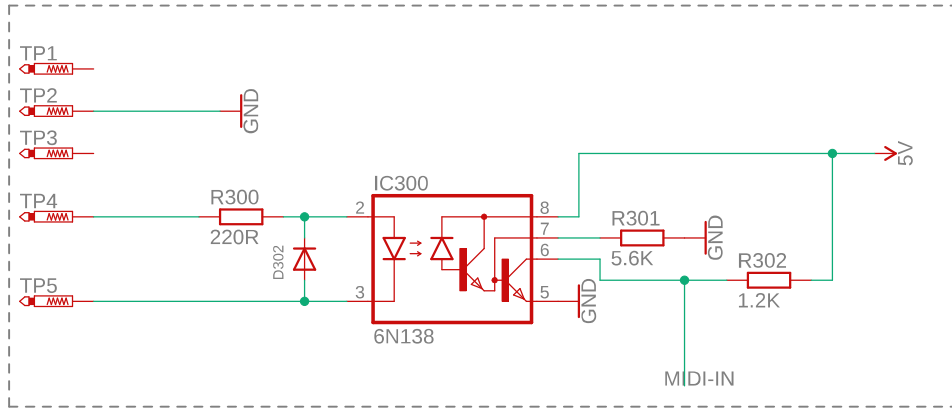 TP1
TP2
GND
TP3
5V
TP4
R300
220R
IC300
2
8
7
6
R301
5.6K
GND
R302
1.2K
D302
TP5
3
5
GND
6N138
MIDI-IN